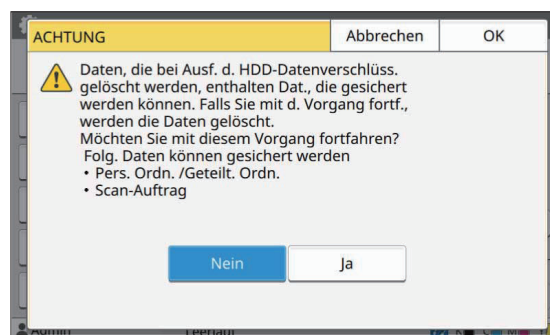 ACHTUNG
Abbrechen
OK
Daten, die bei Ausf. d. HDD-Datenverschlüss.
gelöscht werden, enthalten Dat., die gesichert
werden können. Falls Sie mit d. Vorgang fortf.,
werden die Daten gelöscht.
Möchten Sie mit diesem Vorgang fortfahren?
Folg. Daten können gesichert werden
• Pers. Ordn. /Geteilt. Ordn.
• Scan-Auftrag
Nein
Ja